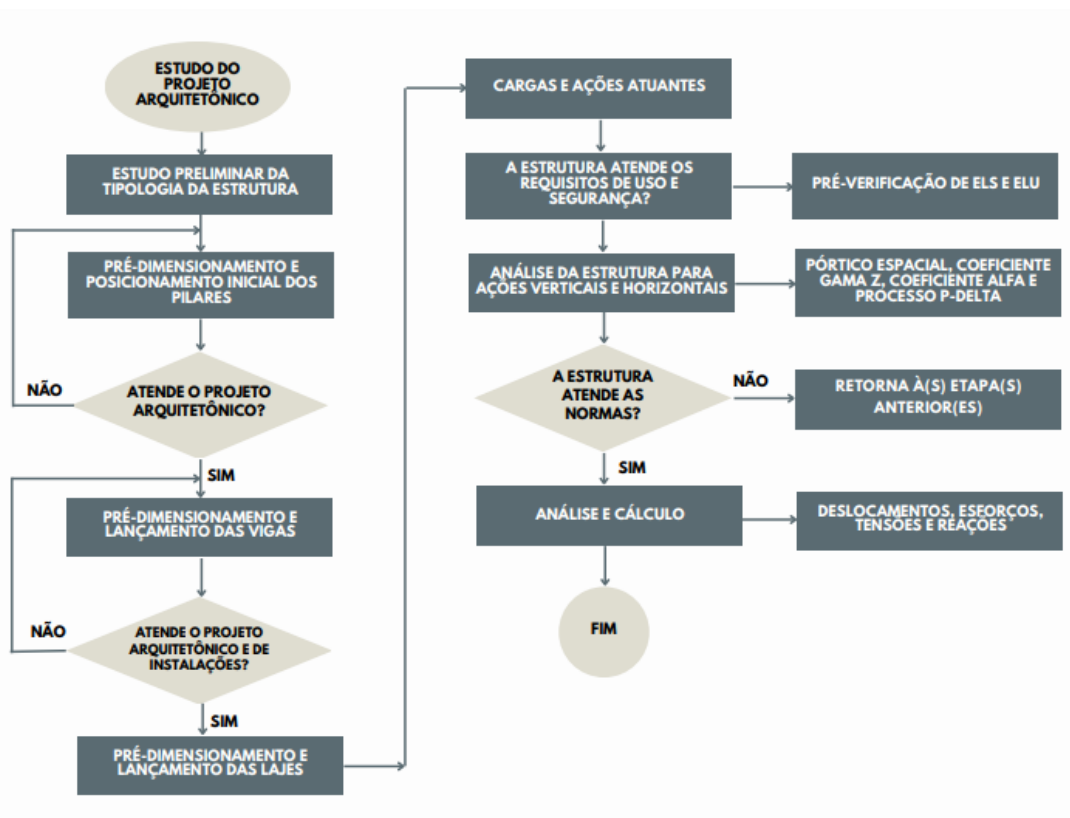 ESTUDO DO
PROJETO
ARQUITETÔNICO
ESTUDO PRELIMINAR DA
TIPOLOGIA DA ESTRUTURA
PRÉ-DIMENSIONAMENTO E
POSICIONAMENTO INICIAL DOS
PILARES
NÃO
ATENDE O PROJETO
ARQUITETÔNICO?
SIM
PRÉ-DIMENSIONAMENTO E
LANÇAMENTO DAS VIGAS
NÃO
ATENDE O PROJETO
ARQUITETÔNICO E DE
INSTALAÇÕES?
SIM
PRÉ-DIMENSIONAMENTO E
LANÇAMENTO DAS LAJES
CARGAS E AÇÕES ATUANTES
A ESTRUTURA ATENDE OS
REQUISITOS DE USO E
SEGURANÇA?
PRÉ-VERIFICAÇÃO DE ELS E ELU
ANÁLISE DA ESTRUTURA PARA
AÇÕES VERTICAIS E HORIZONTAIS
PÓRTICO ESPACIAL, COEFICIENTE
GAMA Z, COEFICIENTE ALFA E
PROCESSO P-DELTA
A ESTRUTURA
ATENDE AS
NORMAS?
NÃO
RETORNA À(S) ETAPA(S)
ANTERIOR(ES)
SIM
ANÁLISE E CÁLCULO
DESLOCAMENTOS, ESFORÇOS,
TENSÕES E REAÇÕES
FIM